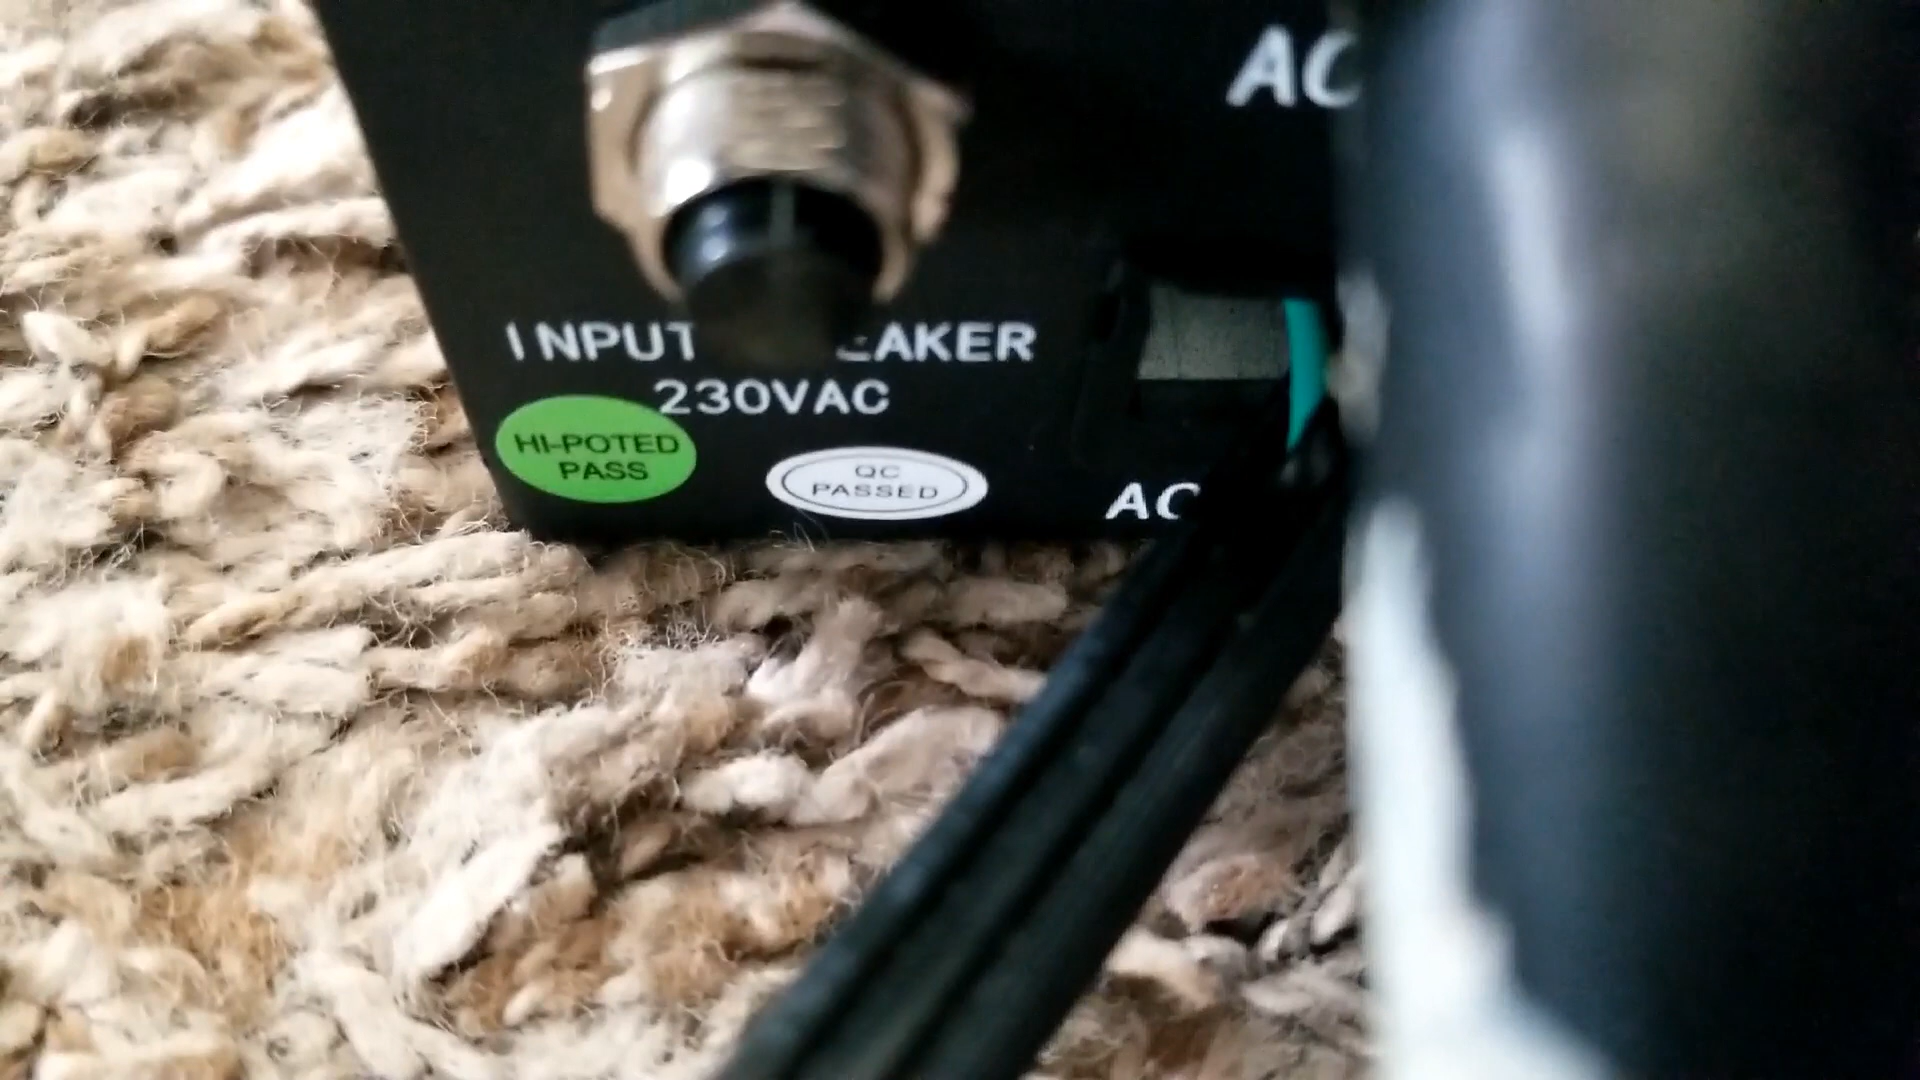 AC
INPUT EAKER
230VAC
HI-POTED
PASS
QC
PASSED
AC